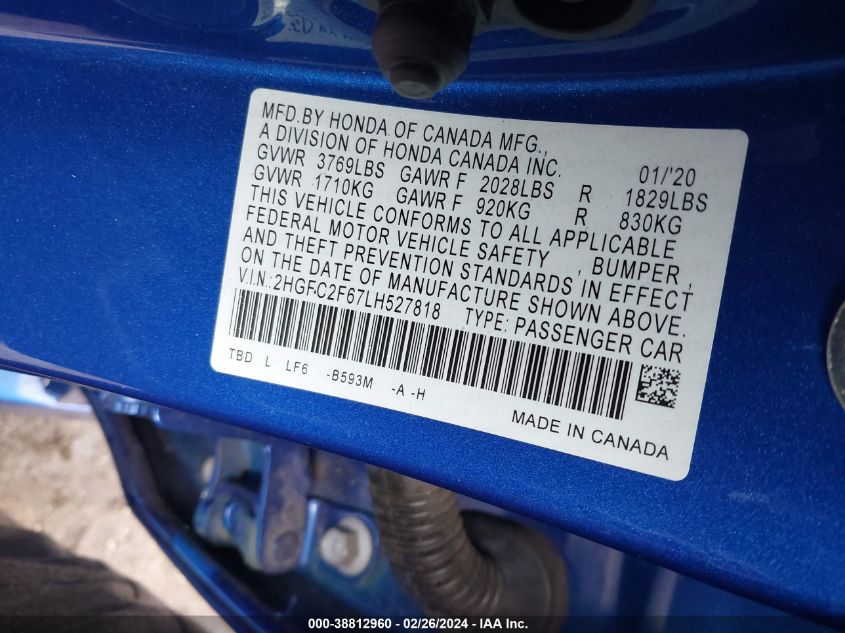 MFD.BY HONDA OF CANADA MFG.,
A DIVISION OF HONDA CANADA INC. 01/'20
GVWR 3769LBS GAWR F 2028LBS R 1829LBS
GVWR 1710KG GAWR F 920KG R 830KG
THIS VEHICLE CONFORMS TO ALL APPLICABLE
FEDERAL MOTOR VEHICLE SAFETY , BUMPER ,
AND THEFT PREVENTION STANDARDS IN EFFECT
ON THE DATE OF MANUFACTURE SHOWN ABOVE.
V.I.N.: 2HGFC2F67LH527818 TYPE: PASSENGER CAR
TBD L LF6 -B593M -A -H
MADE IN CANADA
000-38812960 - 02/26/2024 - IAA Inc.